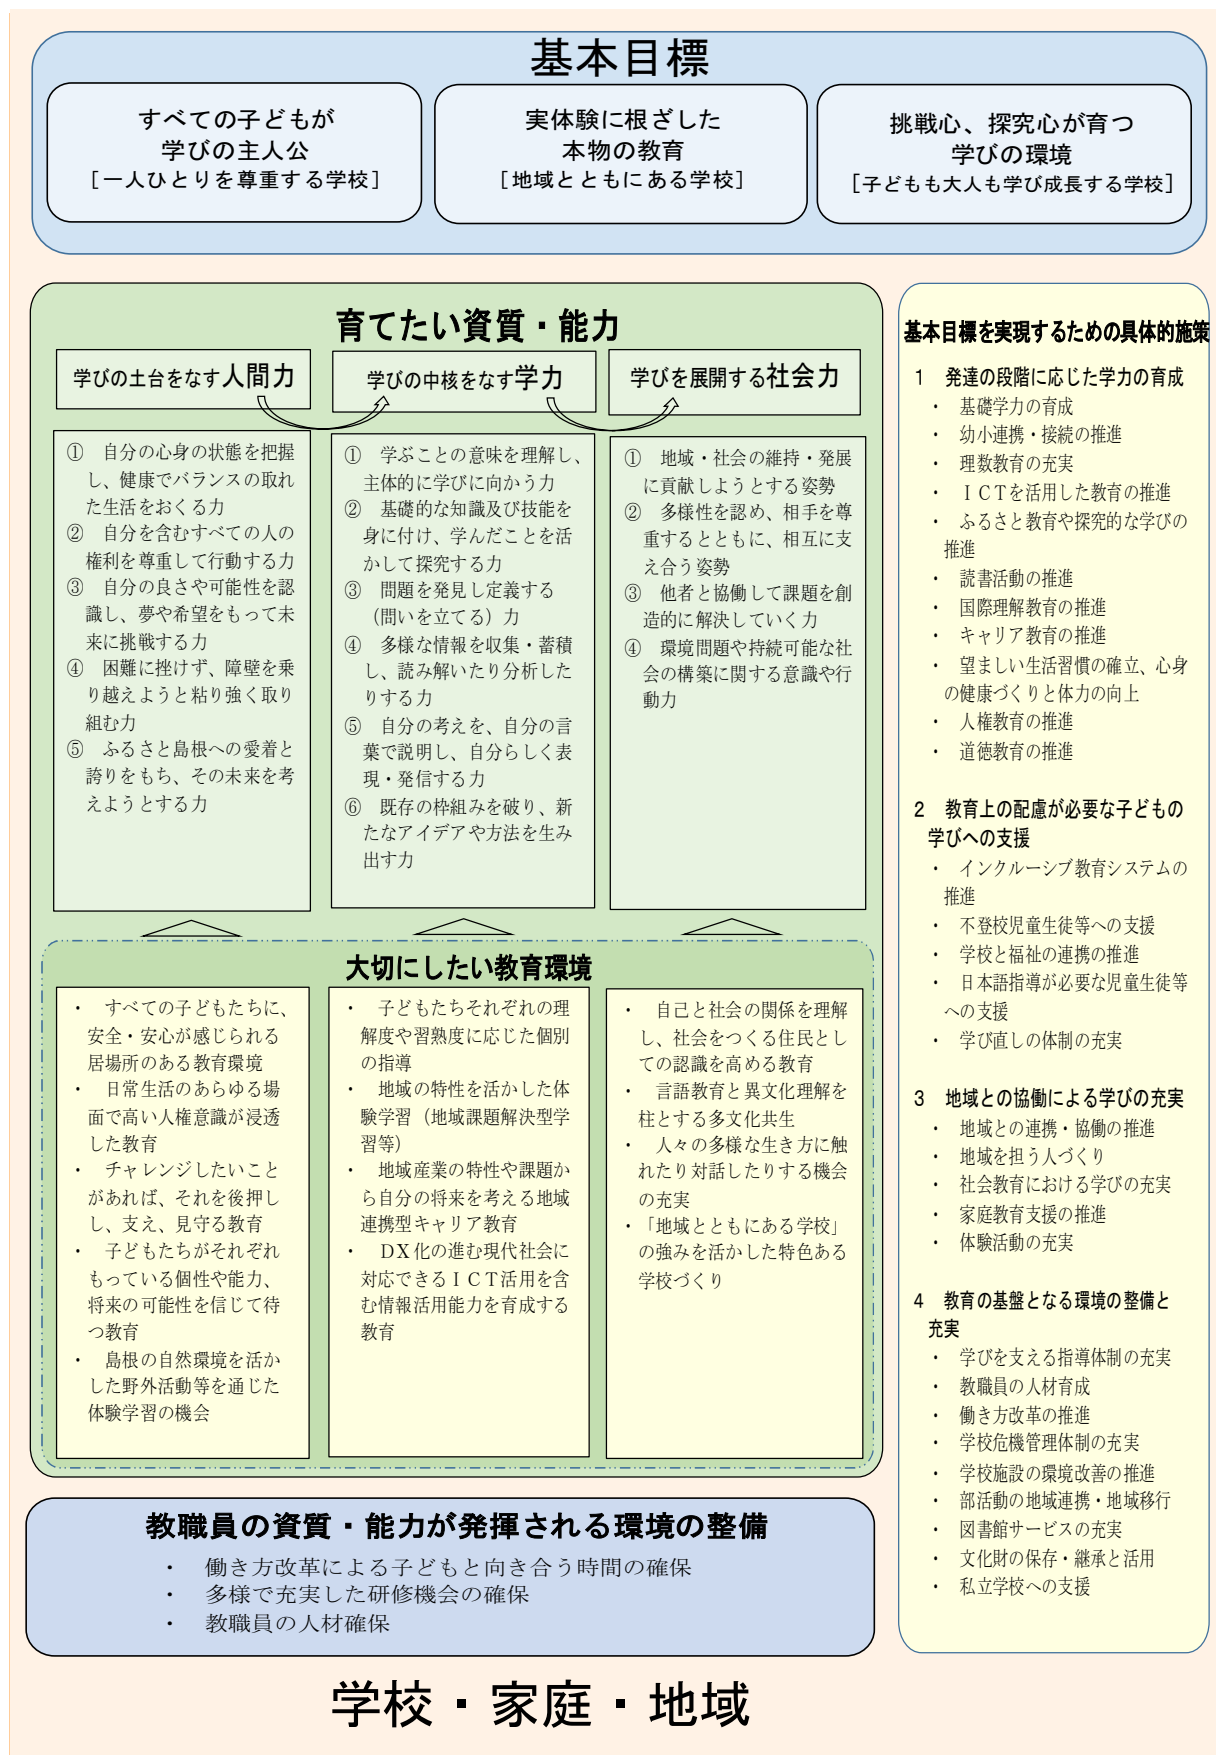 基本目標
すべての子どもが
学びの主人公
［一人ひとりを尊重する学校］
実体験に根ざした
本物の教育
［地域とともにある学校］
挑戦心、探究心が育つ
学びの環境
［子どもも大人も学び成長する学校］
育てたい資質・能力
学びの土台をなす人間力
学びの中核をなす学力
学びを展開する社会力
①　自分の心身の状態を把握
し、健康でバランスの取れ
た生活をおくる力
②　自分を含むすべての人の
権利を尊重して行動する力
③　自分の良さや可能性を認
識し、夢や希望をもって未
来に挑戦する力
④　困難に挫けず、障壁を乗
り越えようと粘り強く取り
組む力
⑤　ふるさと島根への愛着と
誇りをもち、その未来を考
えようとする力
①　学ぶことの意味を理解し、
主体的に学びに向かう力
②　基礎的な知識及び技能を
身に付け、学んだことを活
かして探究する力
③　問題を発見し定義する
（問いを立てる）力
④　多様な情報を収集・蓄積
し、読み解いたり分析した
りする力
⑤　自分の考えを、自分の言
葉で説明し、自分らしく表
現・発信する力
⑥　既存の枠組みを破り、新
たなアイデアや方法を生み
出す力
①　地域・社会の維持・発展
に貢献しようとする姿勢
②　多様性を認め、相手を尊
重するとともに、相互に支
え合う姿勢
③　他者と協働して課題を創
造的に解決していく力
④　環境問題や持続可能な社
会の構築に関する意識や行
動力
大切にしたい教育環境
・　すべての子どもたちに、
安全・安心が感じられる
居場所のある教育環境
・　日常生活のあらゆる場
面で高い人権意識が浸透
した教育
・　チャレンジしたいこと
があれば、それを後押し
し、支え、見守る教育
・　子どもたちがそれぞれ
もっている個性や能力、
将来の可能性を信じて待
つ教育
・　島根の自然環境を活か
した野外活動等を通じた
体験学習の機会
・　子どもたちそれぞれの理
解度や習熟度に応じた個別
の指導
・　地域の特性を活かした体
験学習（地域課題解決型学
習等）
・　地域産業の特性や課題か
ら自分の将来を考える地域
連携型キャリア教育
・　DX化の進む現代社会に
対応できるＩＣＴ活用を含
む情報活用能力を育成する
教育
・　自己と社会の関係を理解
し、社会をつくる住民とし
ての認識を高める教育
・　言語教育と異文化理解を
柱とする多文化共生
・　人々の多様な生き方に触
れたり対話したりする機会
の充実
・「地域とともにある学校」
の強みを活かした特色ある
学校づくり
教職員の資質・能力が発揮される環境の整備
・　働き方改革による子どもと向き合う時間の確保
・　多様で充実した研修機会の確保
・　教職員の人材確保
基本目標を実現するための具体的施策
１　発達の段階に応じた学力の育成
・　基礎学力の育成
・　幼小連携・接続の推進
・　理数教育の充実
・　ＩＣＴを活用した教育の推進
・　ふるさと教育や探究的な学びの
推進
・　読書活動の推進
・　国際理解教育の推進
・　キャリア教育の推進
・　望ましい生活習慣の確立、心身
の健康づくりと体力の向上
・　人権教育の推進
・　道徳教育の推進
２　教育上の配慮が必要な子どもの
学びへの支援
・　インクルーシブ教育システムの
推進
・　不登校児童生徒等への支援
・　学校と福祉の連携の推進
・　日本語指導が必要な児童生徒等
への支援
・　学び直しの体制の充実
３　地域との協働による学びの充実
・　地域との連携・協働の推進
・　地域を担う人づくり
・　社会教育における学びの充実
・　家庭教育支援の推進
・　体験活動の充実
４　教育の基盤となる環境の整備と
充実
・　学びを支える指導体制の充実
・　教職員の人材育成
・　働き方改革の推進
・　学校危機管理体制の充実
・　学校施設の環境改善の推進
・　部活動の地域連携・地域移行
・　図書館サービスの充実
・　文化財の保存・継承と活用
・　私立学校への支援
学校・家庭・地域